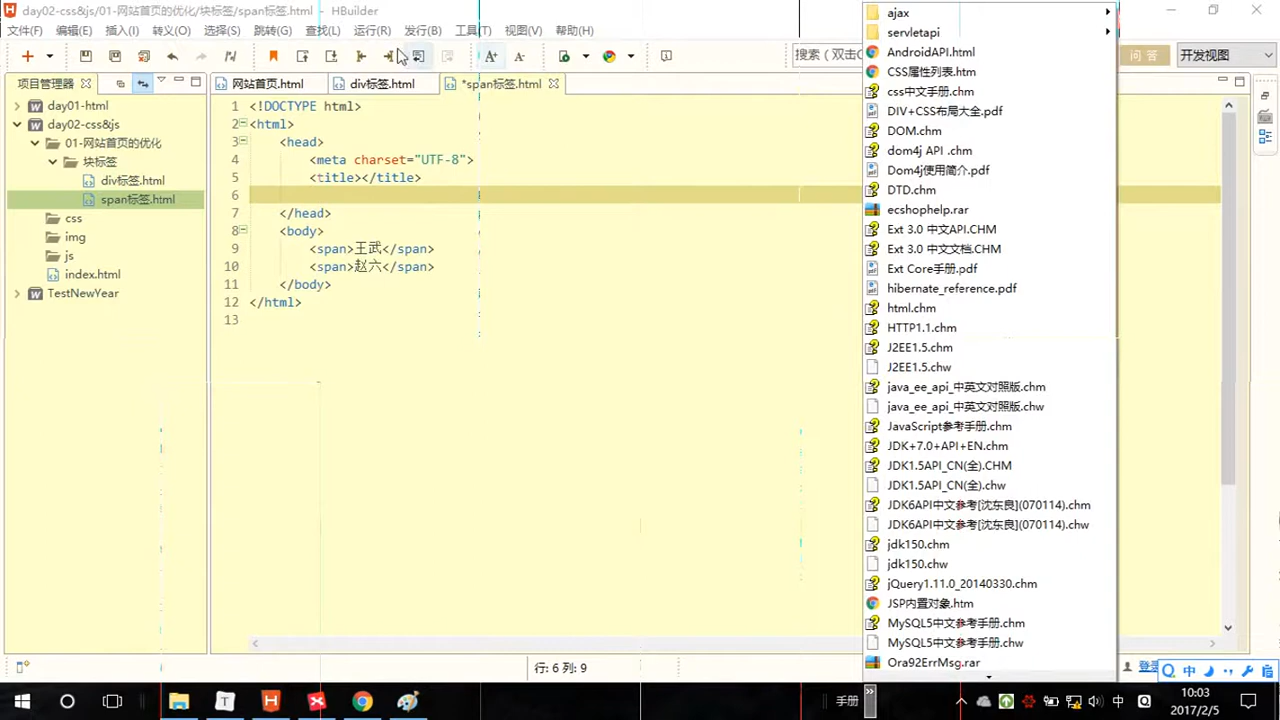 day02-css&js/01-网站首页的优化/块标签/span标签.html - HBuilder
文件(F) 编辑(E) 插入(I) 转义(O) 选择(S) 跳转(G) 查找(L) 运行(R) 发行(B) 工具(T) 视图(V) 帮助(H)
搜索 (双击C
问答
开发视图
项目管理器
网站首页.html
div标签.html
*span标签.html
day01-html
day02-css&js
01-网站首页的优化
块标签
div标签.html
span标签.html
css
img
js
index.html
TestNewYear
1 <!DOCTYPE html>
2 <html>
3 <head>
4 <meta charset="UTF-8">
5 <title></title>
6
7 </head>
8 <body>
9 <span>王武</span>
10 <span>赵六</span>
11 </body>
12 </html>
13
ajax
servletapi
AndroidAPI.html
CSS属性列表.htm
css中文手册.chm
DIV+CSS布局大全.pdf
DOM.chm
dom4j API .chm
Dom4j使用简介.pdf
DTD.chm
ecshophelp.rar
Ext 3.0 中文API.CHM
Ext 3.0 中文文档.CHM
Ext Core手册.pdf
hibernate_reference.pdf
html.chm
HTTP1.1.chm
J2EE1.5.chm
J2EE1.5.chw
java_ee_api_中英文对照版.chm
java_ee_api_中英文对照版.chw
JavaScript参考手册.chm
JDK+7.0+API+EN.chm
JDK1.5API_CN(全).CHM
JDK1.5API_CN(全).chw
JDK6API中文参考[沈东良](070114).chm
JDK6API中文参考[沈东良](070114).chw
jdk150.chm
jdk150.chw
jQuery1.11.0_20140330.chm
JSP内置对象.htm
MySQL5中文参考手册.chm
MySQL5中文参考手册.chw
Ora92ErrMsg.rar
行: 6 列: 9
登录
中
手册
中
10:03
2017/2/5